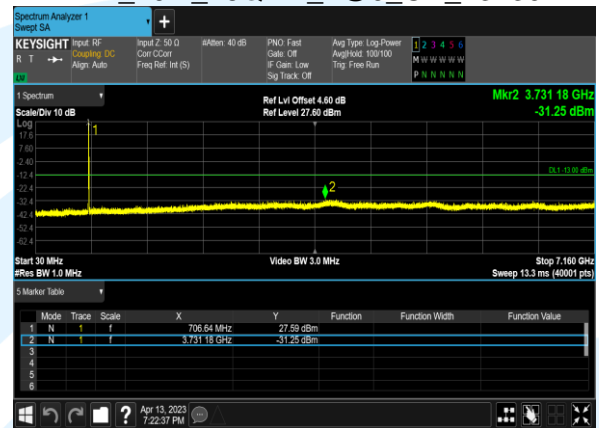 Spectrum Analyzer 1
Swept SA
KEYSIGHT Input: RF Input Z: 50 Ω #Atten: 40 dB PNO: Fast Avg Type: Log-Power 1 2 3 4 5 6
R T Coupling: DC Corr CCorr Gate: Off Avg|Hold: 100/100 M W W W W W
Align: Auto Freq Ref: Int (S) IF Gain: Low Trig: Free Run
Sig Track: Off P N N N N N
1 Spectrum Ref Lvl Offset 4.60 dB Mkr2 3.731 18 GHz
Scale/Div 10 dB Ref Level 27.60 dBm -31.25 dBm
Log
17.6
1
7.60
-2.40
DL1 -13.00 dBm
-12.4
-22.4
2
-32.4
-42.4
-52.4
-62.4
Start 30 MHz Video BW 3.0 MHz Stop 7.160 GHz
#Res BW 1.0 MHz Sweep 13.3 ms (40001 pts)
5 Marker Table
Mode Trace Scale X Y Function Function Width Function Value
1 N 1 f 706.64 MHz 27.59 dBm
2 N 1 f 3.731 18 GHz -31.25 dBm
3
4
5
6
? Apr 13, 2023
7:22:37 PM